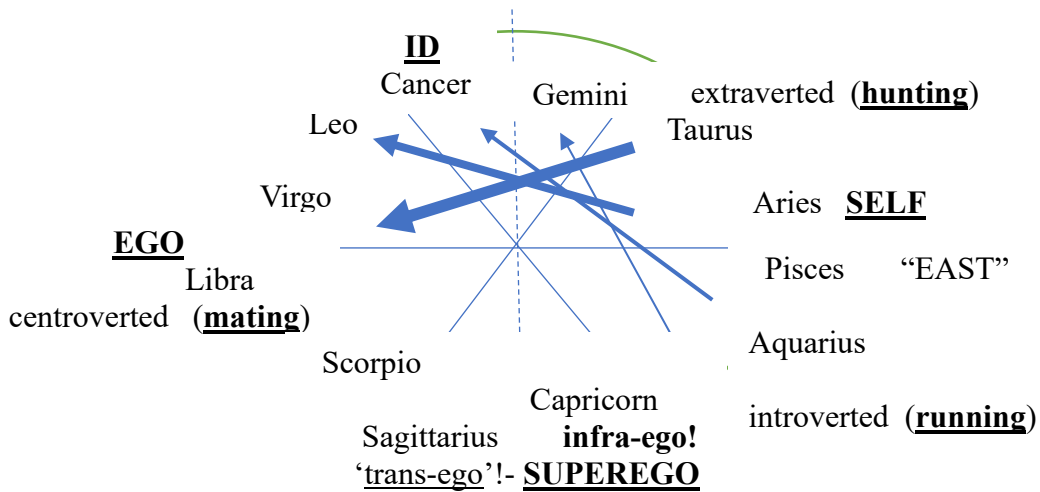 ID
Cancer
Gemini
extraverted (hunting)
Leo
Taurus
Virgo
Aries SELF
EGO
Pisces “EAST”
Libra
centroverted (mating)
Aquarius
Scorpio
Capricorn
introverted (running)
Sagittarius infra-ego!
‘trans-ego’!- SUPEREGO